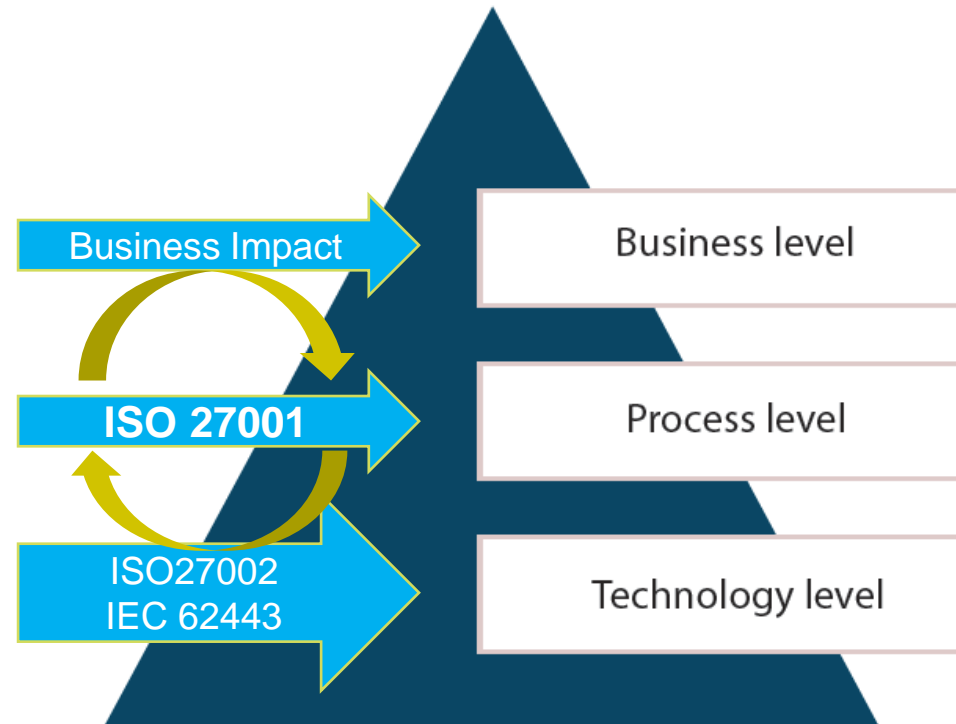 Business Impact
Business level
ISO 27001
Process level
ISO27002
IEC 62443
Technology level